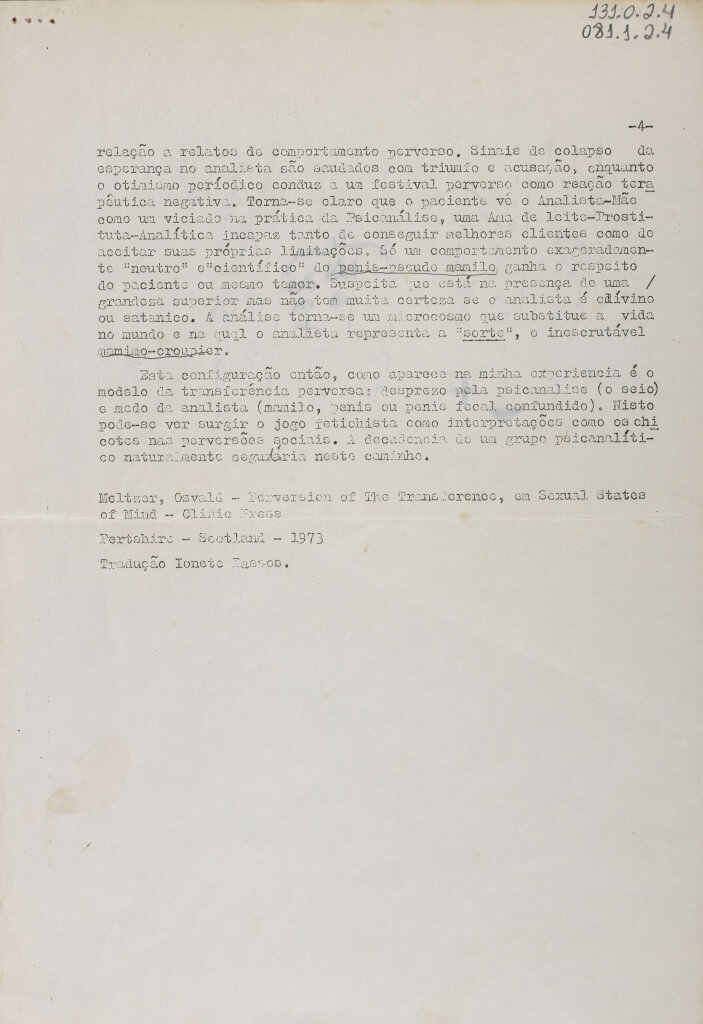 131.0.2.4
081.1.2.4
-4-
relação a relatos de comportamento perverso. Sinais de colapso da
esperança no analista são saudados com triunfo e acusação, enquanto
o otimismo períodico conduz a um festival perverso como reação tera
pêutica negativa. Torna-se claro que o paciente vê o Analista-Mãe
como um viciado na prática da Psicanálise, uma Ama de leite-Prosti-
tuta-Analítica incapaz tanto de conseguir melhores clientes como de
aceitar suas próprias limitações. Só um comportamento exageradamen-
te "neutro" e"científico" do penis-pseudo mamilo ganha o respeito
do paciente ou mesmo temor. Suspeita que está na presença de uma /
grandeza superior mas não tem muita certeza se o analista é divino
ou satanico. A análise torna-se um microcosmo que substitue a vida
no mundo e na quql o analista representa a "sorte", o inescrutável
mamimo-croupier.
Esta configuração então, como aparece na minha experiencia é o
modelo da transferência perversa: desprezo pela psicanalise (o seio)
e medo da analista (mamilo, penis ou penis fecal confundido). Nisto
pode-se ver surgir o jogo fetichista como interpretações como os chi
cotes nas perversões sociais. A decadencia de um grupo psicanalíti-
co naturalmente seguiria neste caminho.
Meltzer, Osvald - Perversion of The Transference, em Sexual States
of Mind - Clinic Press
Pertshire - Scotland - 1973
Tradução Ionete Passos.